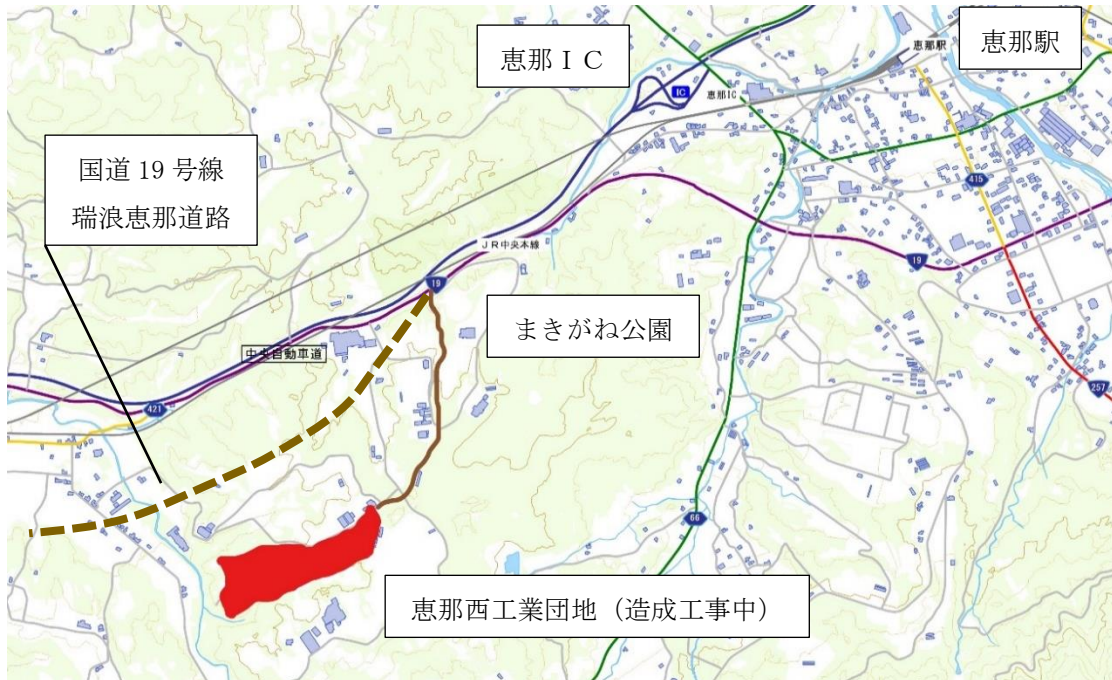 恵那ＩＣ
恵那駅
恵那駅
IC
恵那IC
国道 19 号線
瑞浪恵那道路
415
ＪＲ中央本線
19
19
まきがね公園
中央自動車道
421
257
66
恵那西工業団地（造成工事中）